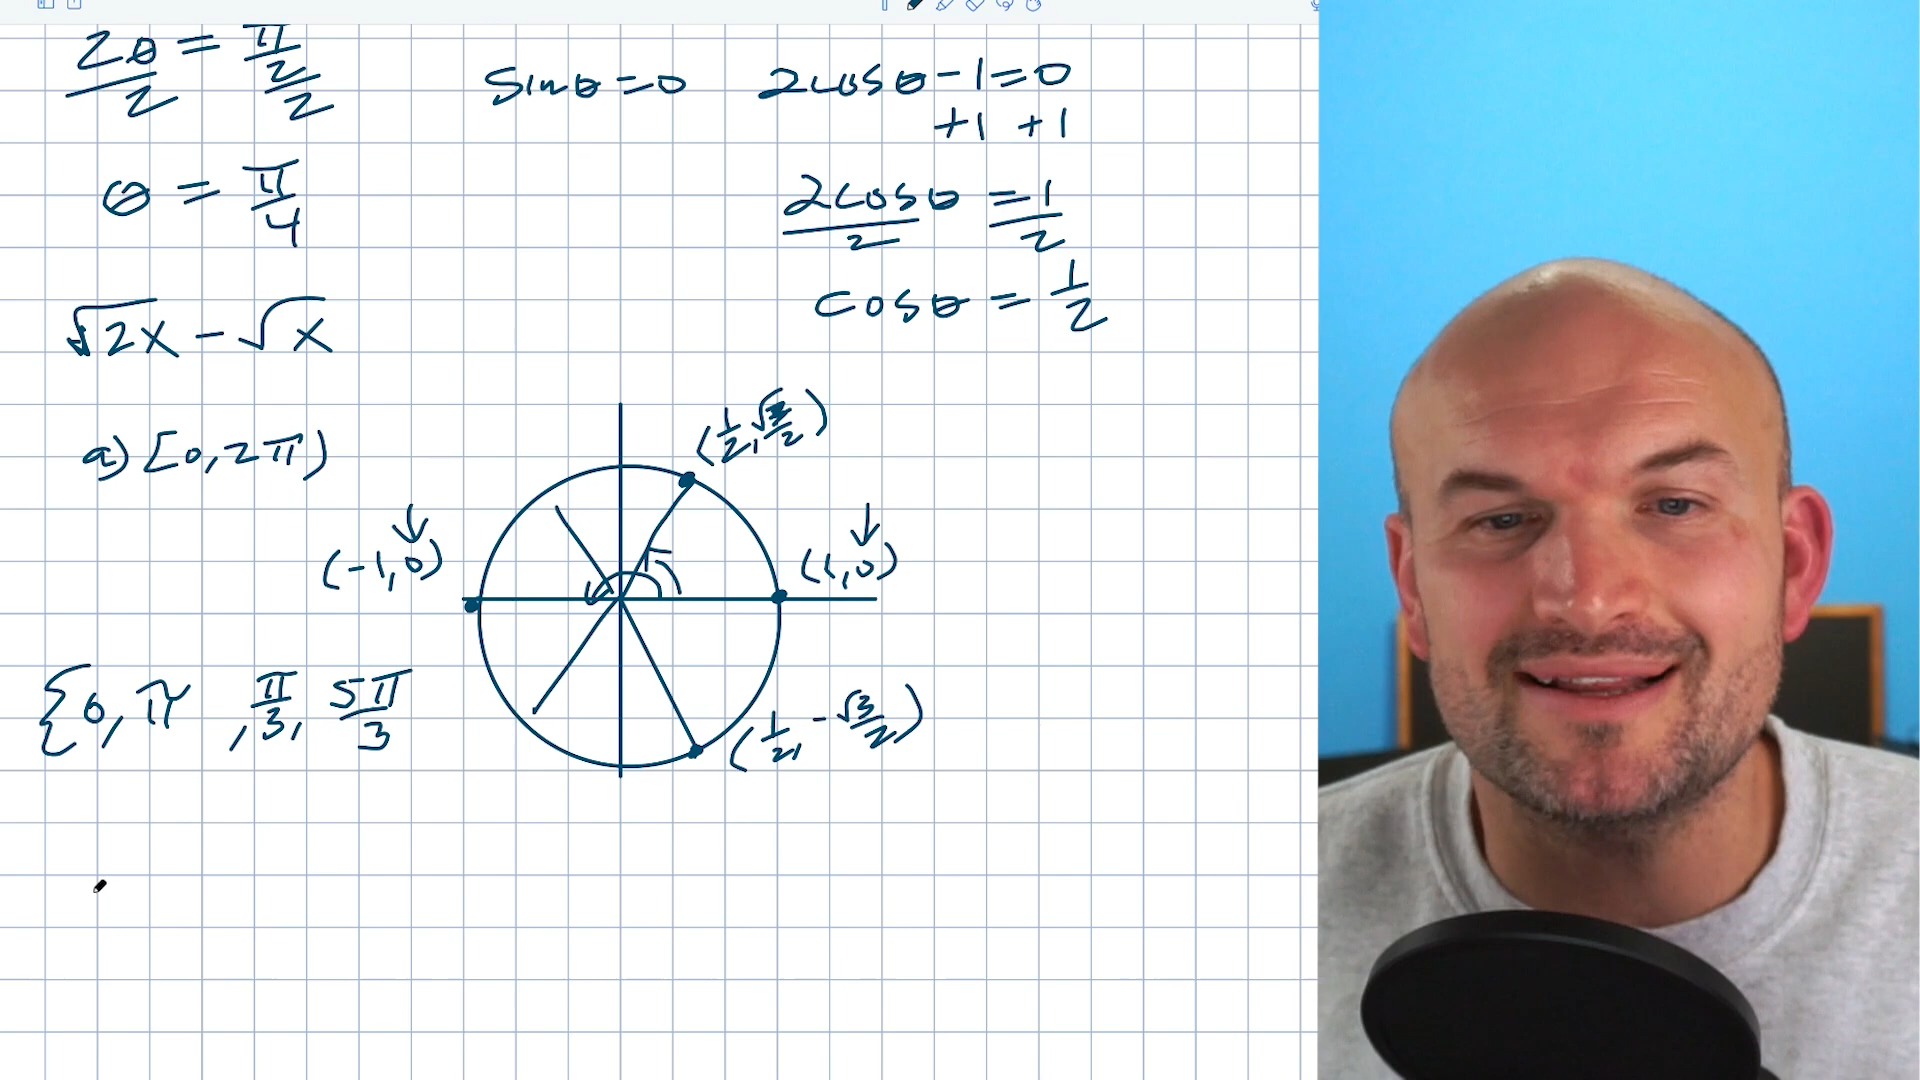 2θ/2 = π/2/2
θ = π/4
√2x - √x
sinθ = 0
2cosθ - 1 = 0
+1 +1
2cosθ/2 = 1/2
cosθ = 1/2
a) [0, 2π)
(1/2, √3/2)
(-1, 0)
(1, 0)
(1/2, -√3/2)
{0, π, π/3, 5π/3